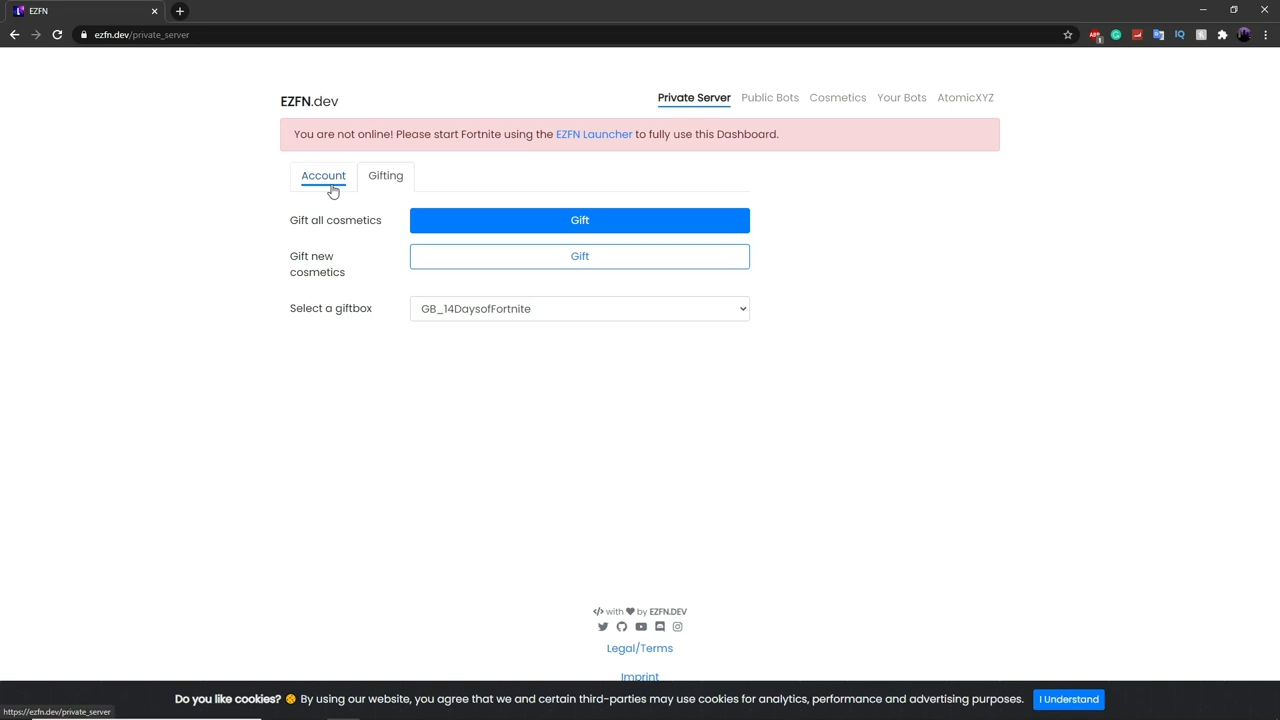 EZFN
ezfn.dev/private_server
EZFN.dev
Private Server
Public Bots
Cosmetics
Your Bots
AtomicXYZ
You are not online! Please start Fortnite using the EZFN Launcher to fully use this Dashboard.
Account
Gifting
Gift all cosmetics
Gift
Gift new
cosmetics
Gift
Select a giftbox
GB_14DaysofFortnite
</> with ❤ by EZFN.DEV
Legal/Terms
Imprint
Do you like cookies? 🍪 By using our website, you agree that we and certain third-parties may use cookies for analytics, performance and advertising purposes.
I Understand
https://ezfn.dev/private_server